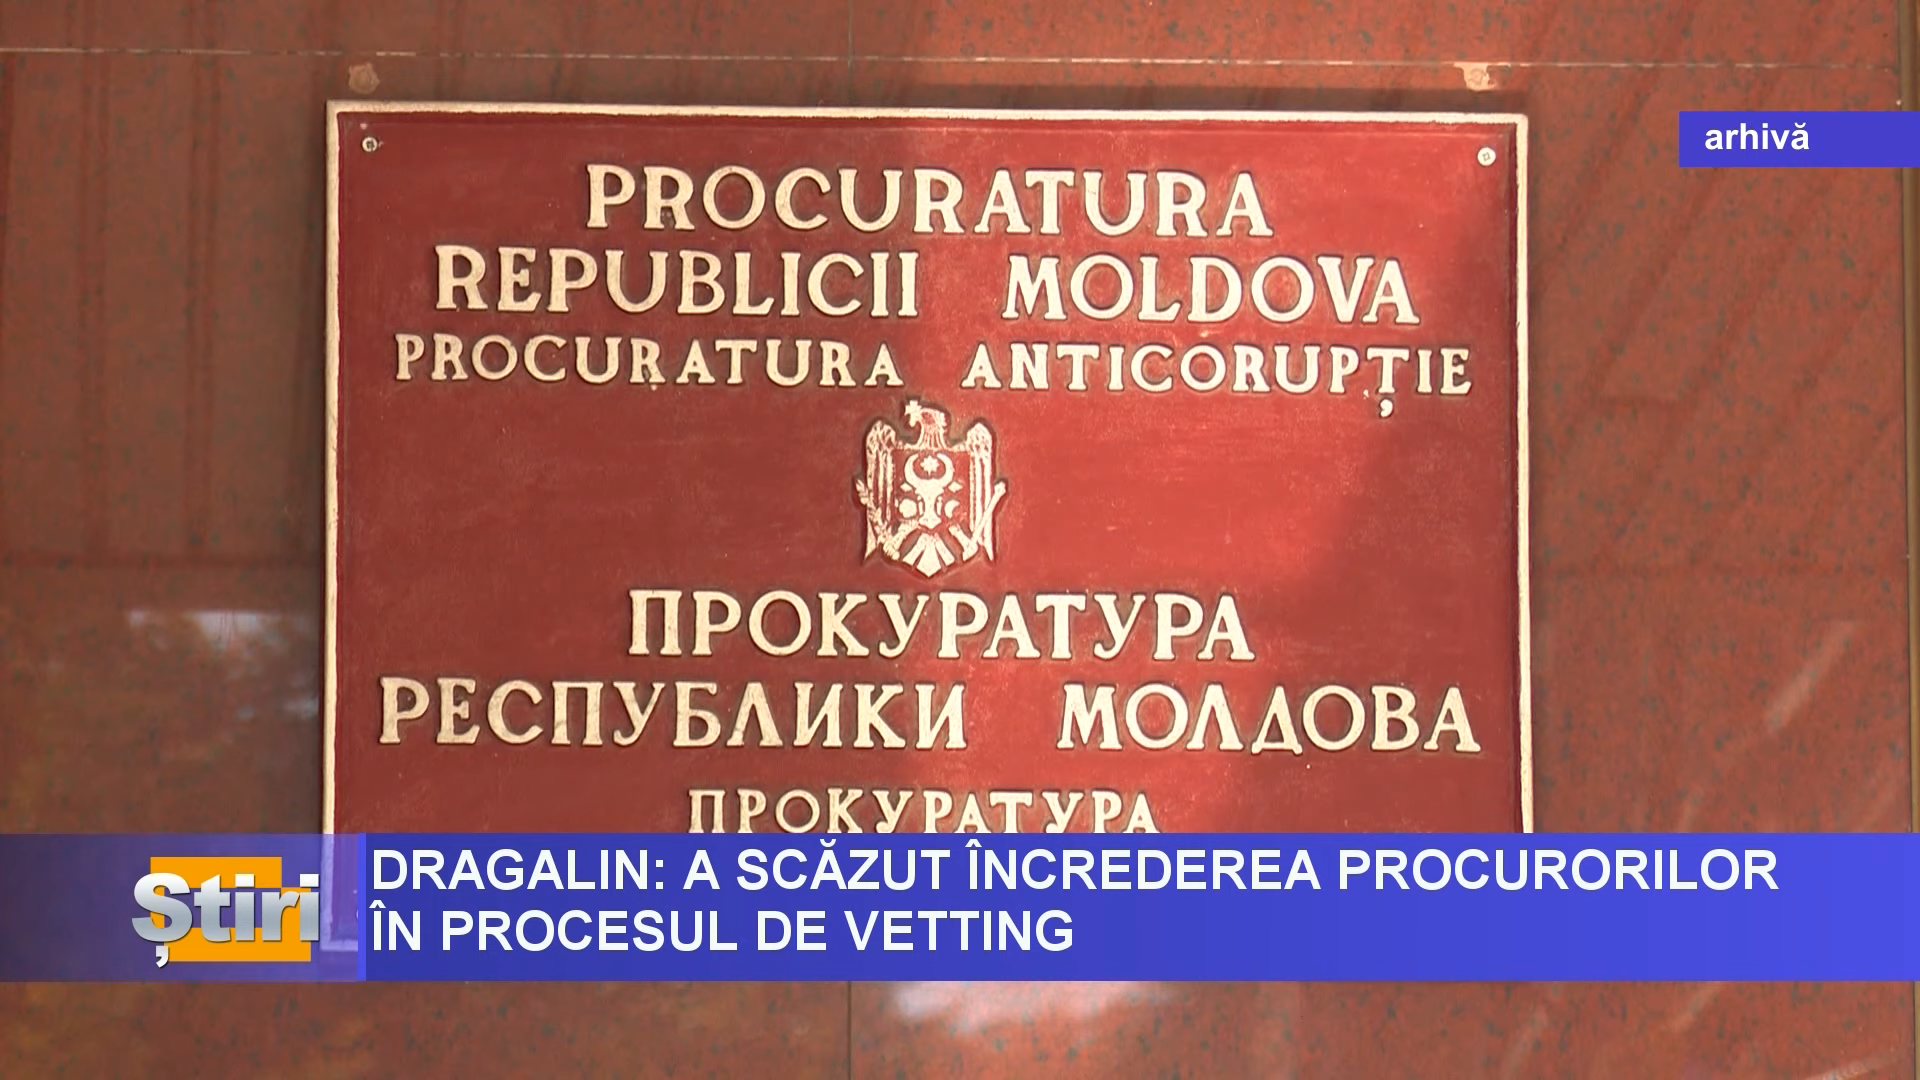 arhivă
PROCURATURA
REPUBLICII MOLDOVA
PROCURATURA ANTICORUPȚIE
ПРОКУРАТУРА
РЕСПУБЛИКИ МОЛДОВА
ПРОКУРАТУРА
Știri
DRAGALIN: A SCĂZUT ÎNCREDEREA PROCURORILOR
ÎN PROCESUL DE VETTING